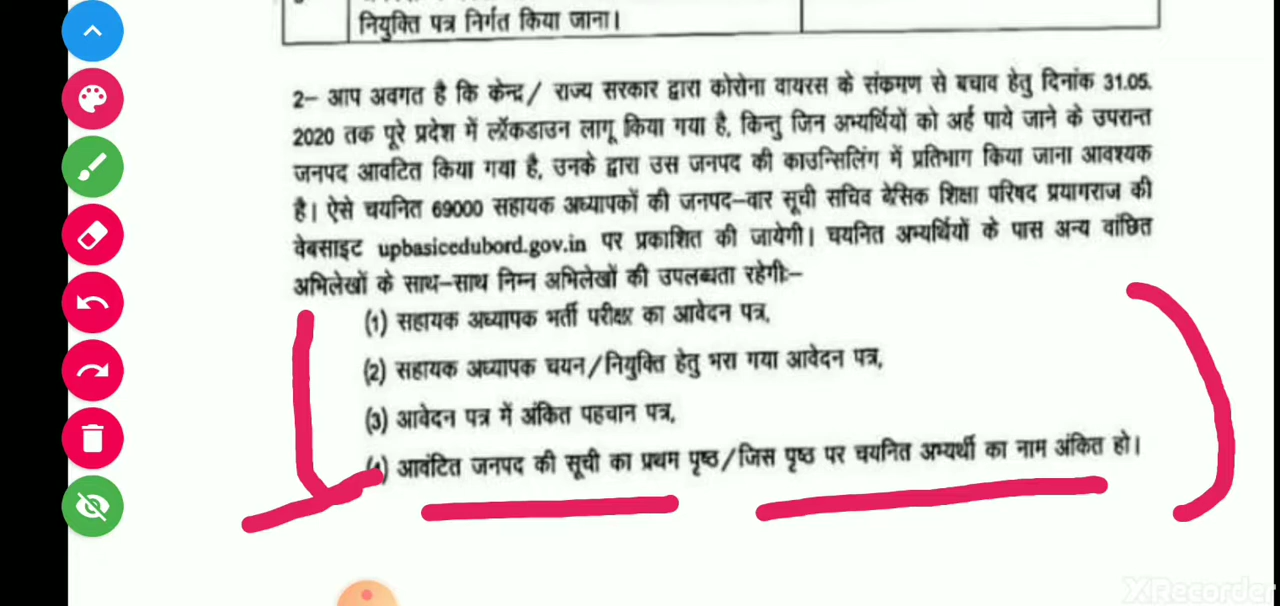 नियुक्ति पत्र निर्गत किया जाना।
2– आप अवगत है कि केन्द्र/ राज्य सरकार द्वारा कोरोना वायरस के संकमण से बचाव हेतु दिनांक 31.05.
2020 तक पूरे प्रदेश में लॉकडाउन लागू किया गया है, किन्तु जिन अभ्यर्थियों को अर्ह पाये जाने के उपरान्त
जनपद आवटित किया गया है, उनके द्वारा उस जनपद की काउन्सिलिंग में प्रतिभाग किया जाना आवश्यक
है। ऐसे चयनित 69000 सहायक अध्यापकों की जनपद–वार सूची सचिव बेसिक शिक्षा परिषद प्रयागराज की
वेबसाइट upbasicedubord.gov.in पर प्रकाशित की जायेगी। चयनित अभ्यर्थियों के पास अन्य वांछित
अभिलेखों के साथ–साथ निम्न अभिलेखों की उपलब्धता रहेगीः–
(1) सहायक अध्यापक भर्ती परीक्षा का आवेदन पत्र,
(2) सहायक अध्यापक चयन/नियुक्ति हेतु भरा गया आवेदन पत्र,
(3) आवेदन पत्र में अंकित पहचान पत्र,
(4) आवंटित जनपद की सूची का प्रथम पृष्ठ/जिस पृष्ठ पर चयनित अभ्यर्थी का नाम अंकित हो।
XRecorder